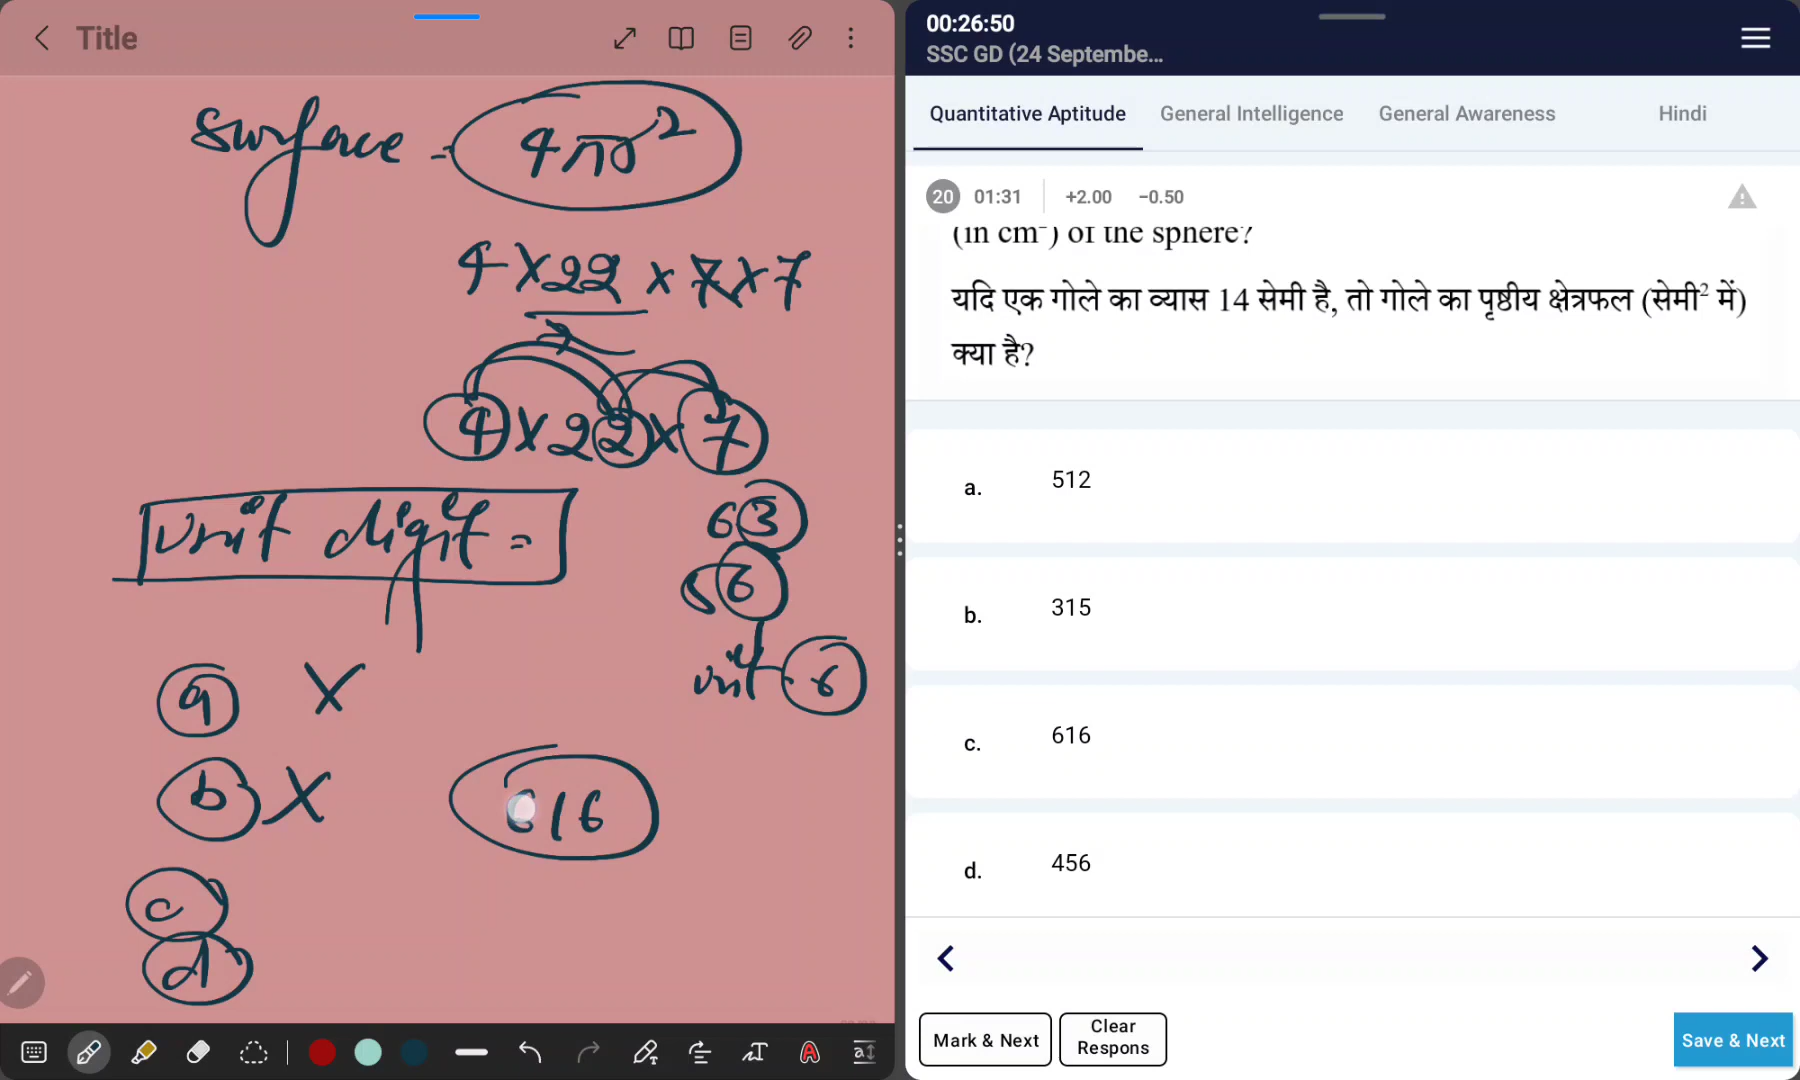 Title
surface = 4πr²
4 × 22 × 7 × 7
7
4 × 22 × 7
unit digit =
63
56
unit - 6
a ×
b ×
616
c
d
00:26:50
SSC GD (24 Septembe...
Quantitative Aptitude General Intelligence General Awareness Hindi
20 01:31 +2.00 −0.50
(in cm²) of the sphere?
यदि एक गोले का व्यास 14 सेमी है, तो गोले का पृष्ठीय क्षेत्रफल (सेमी² में)
क्या है?
a. 512
b. 315
c. 616
d. 456
Mark & Next
Clear
Respons
Save & Next